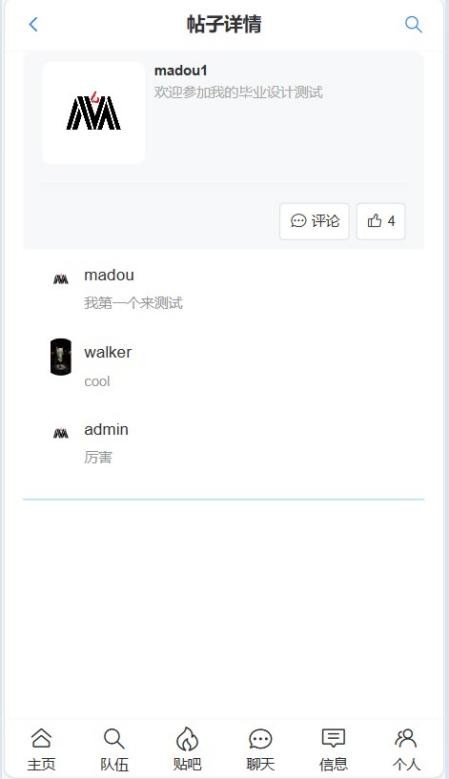 帖子详情
madou1
欢迎参加我的毕业设计测试
评论
4
madou
我第一个来测试
walker
cool
admin
厉害
主页
队伍
贴吧
聊天
信息
个人